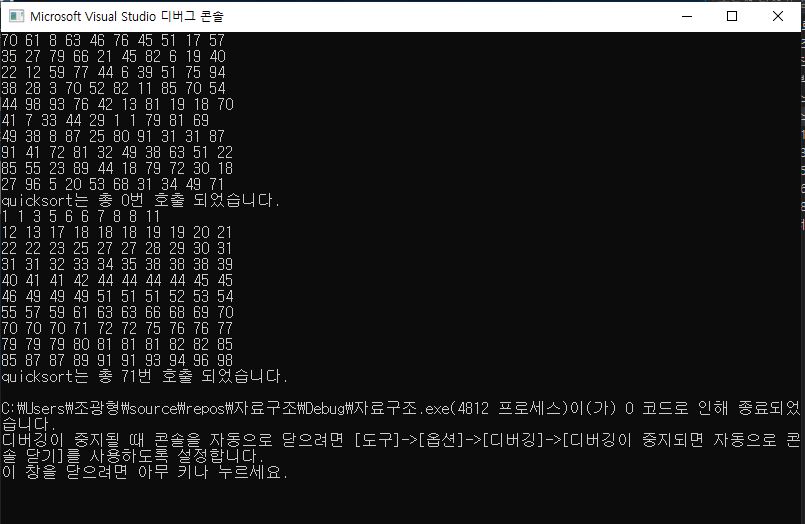 Microsoft Visual Studio 디버그 콘솔
70 61 8 63 46 76 45 51 17 57
35 27 79 66 21 45 82 6 19 40
22 12 59 77 44 6 39 51 75 94
38 28 3 70 52 82 11 85 70 54
44 98 93 76 42 13 81 19 18 70
41 7 33 44 29 1 1 79 81 69
49 38 8 87 25 80 91 31 31 87
91 41 72 81 32 49 38 63 51 22
85 55 23 89 44 18 79 72 30 18
27 96 5 20 53 68 31 34 49 71
quicksort는 총 0번 호출 되었습니다.
1 1 3 5 6 6 7 8 8 11
12 13 17 18 18 18 19 19 20 21
22 22 23 25 27 27 28 29 30 31
31 31 32 33 34 35 38 38 38 39
40 41 41 42 44 44 44 44 45 45
46 49 49 49 51 51 51 52 53 54
55 57 59 61 63 63 66 68 69 70
70 70 70 71 72 72 75 76 76 77
79 79 79 80 81 81 81 82 82 85
85 87 87 89 91 91 93 94 96 98
quicksort는 총 71번 호출 되었습니다.
C:\Users\조광형\source\repos\자료구조\Debug\자료구조.exe(4812 프로세스)이(가) 0 코드로 인해 종료되었
습니다.
디버깅이 중지될 때 콘솔을 자동으로 닫으려면 [도구]->[옵션]->[디버깅]->[디버깅이 중지되면 자동으로 콘
솔 닫기]를 사용하도록 설정합니다.
이 창을 닫으려면 아무 키나 누르세요.